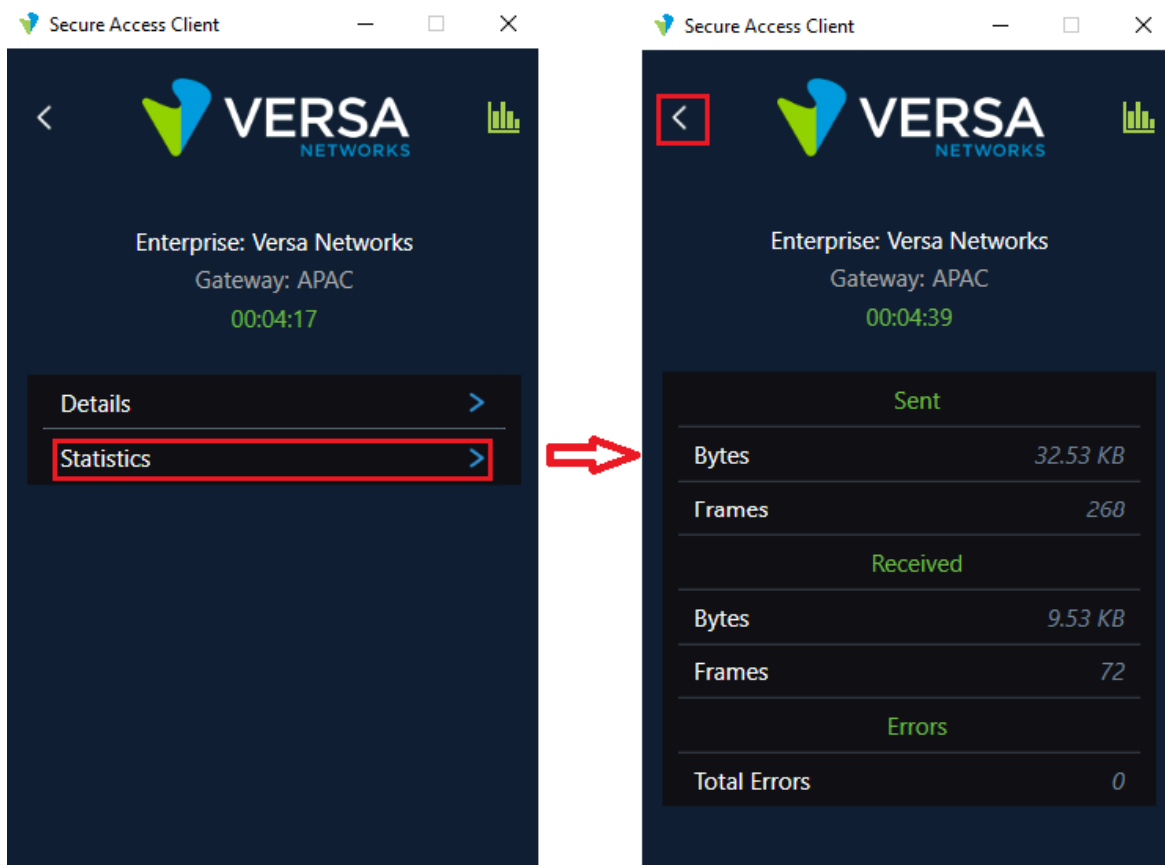 Secure Access Client
VERSA
NETWORKS
Enterprise: Versa Networks
Gateway: APAC
00:04:17
Details
Statistics
Secure Access Client
VERSA
NETWORKS
Enterprise: Versa Networks
Gateway: APAC
00:04:39
Sent
Bytes 32.53 KB
Frames 268
Received
Bytes 9.53 KB
Frames 72
Errors
Total Errors 0